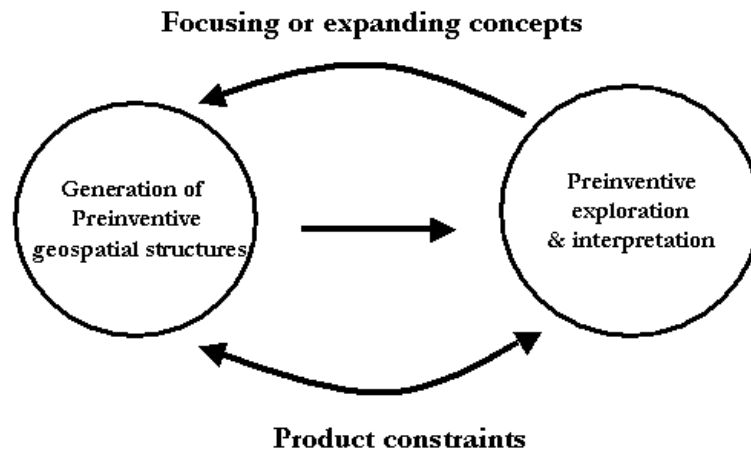 Focusing or expanding concepts
Generation of
Preinventive
geospatial structures
Preinventive
exploration
& interpretation
Product constraints